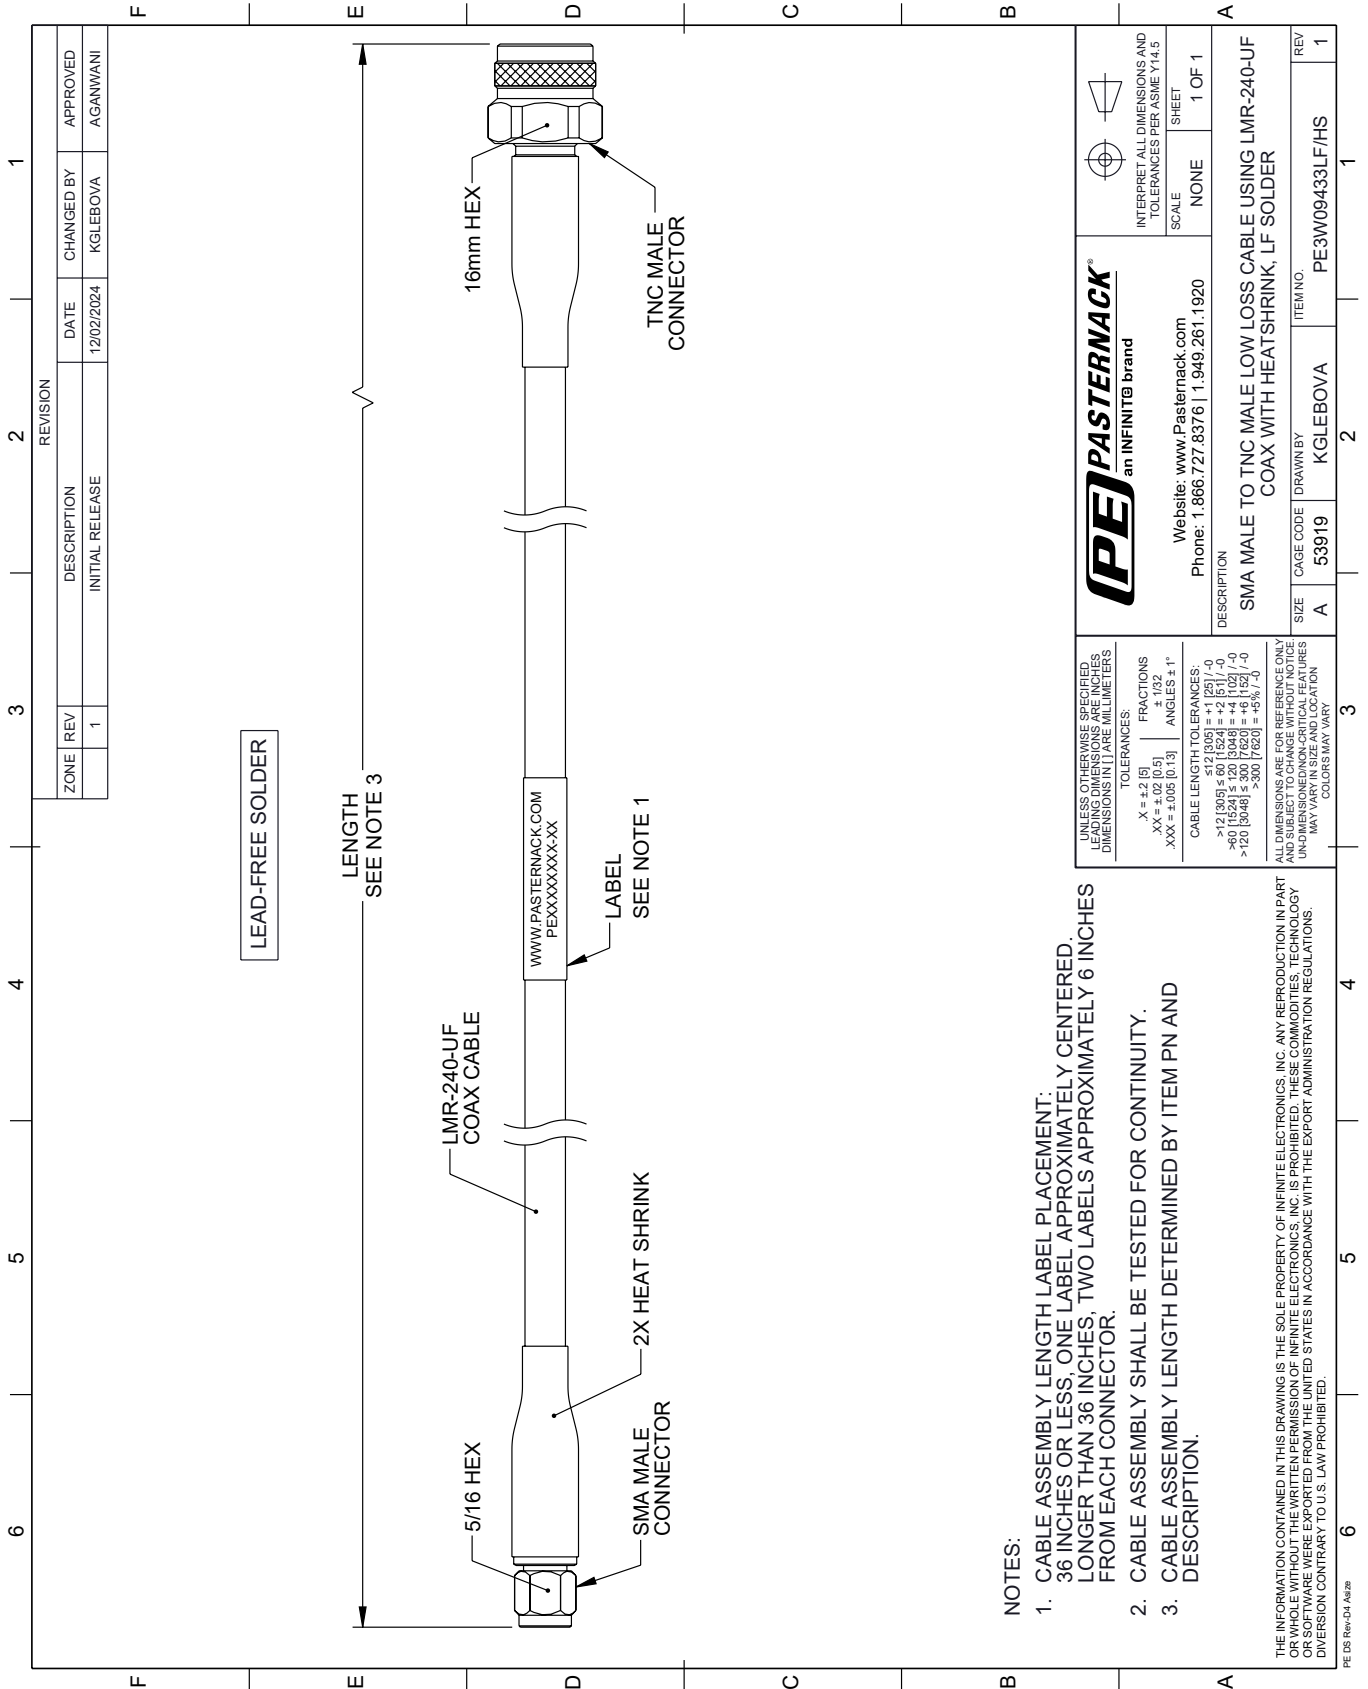 6
5
4
3
2
1
F
E
D
C
B
A
REVISION
ZONE REV DESCRIPTION DATE CHANGED BY APPROVED
1 INITIAL RELEASE 12/02/2024 KGLEBOVA AGANWANI
LEAD-FREE SOLDER
LENGTH
SEE NOTE 3
5/16 HEX
LMR-240-UF
COAX CABLE
16mm HEX
WWW.PASTERNACK.COM
PEXXXXXXXXX-XX
SMA MALE
CONNECTOR
2X HEAT SHRINK
LABEL
SEE NOTE 1
TNC MALE
CONNECTOR
NOTES:
1. CABLE ASSEMBLY LENGTH LABEL PLACEMENT:
36 INCHES OR LESS, ONE LABEL APPROXIMATELY CENTERED.
LONGER THAN 36 INCHES, TWO LABELS APPROXIMATELY 6 INCHES
FROM EACH CONNECTOR.
2. CABLE ASSEMBLY SHALL BE TESTED FOR CONTINUITY.
3. CABLE ASSEMBLY LENGTH DETERMINED BY ITEM PN AND
DESCRIPTION.
THE INFORMATION CONTAINED IN THIS DRAWING IS THE SOLE PROPERTY OF INFINITE ELECTRONICS, INC. ANY REPRODUCTION IN PART
OR WHOLE WITHOUT THE WRITTEN PERMISSION OF INFINITE ELECTRONICS, INC. IS PROHIBITED. THESE COMMODITIES, TECHNOLOGY
OR SOFTWARE WERE EXPORTED FROM THE UNITED STATES IN ACCORDANCE WITH THE EXPORT ADMINISTRATION REGULATIONS.
DIVERSION CONTRARY TO U.S. LAW PROHIBITED.
UNLESS OTHERWISE SPECIFIED
LEADING DIMENSIONS ARE INCHES
DIMENSIONS IN [ ] ARE MILLIMETERS
TOLERANCES:
.X = ±.2 [5] FRACTIONS
.XX = ±.02 [0.5] ± 1/32
.XXX = ±.005 [0.13] ANGLES ± 1°
CABLE LENGTH TOLERANCES:
≤12 [305] = +1 [25] / -0
>12 [305] ≤ 60 [1524] = +2 [51] / -0
>60 [1524] ≤ 120 [3048] = +4 [102] / -0
>120 [3048] ≤ 300 [7620] = +6 [152] / -0
>300 [7620] = +5% / -0
ALL DIMENSIONS ARE FOR REFERENCE ONLY
AND SUBJECT TO CHANGE WITHOUT NOTICE.
UN-DIMENSIONED/NON-CRITICAL FEATURES
MAY VARY IN SIZE AND LOCATION
COLORS MAY VARY
PE PASTERNACK®
an INFINIT@ brand
Website: www.Pasternack.com
Phone: 1.866.727.8376 | 1.949.261.1920
INTERPRET ALL DIMENSIONS AND
TOLERANCES PER ASME Y14.5
SCALE SHEET
NONE 1 OF 1
DESCRIPTION
SMA MALE TO TNC MALE LOW LOSS CABLE USING LMR-240-UF
COAX WITH HEATSHRINK, LF SOLDER
SIZE CAGE CODE DRAWN BY ITEM NO. REV
A 53919 KGLEBOVA PE3W09433LF/HS 1
F
E
D
C
B
A
PE DS Rev-D4 Asize
6
5
4
3
2
1